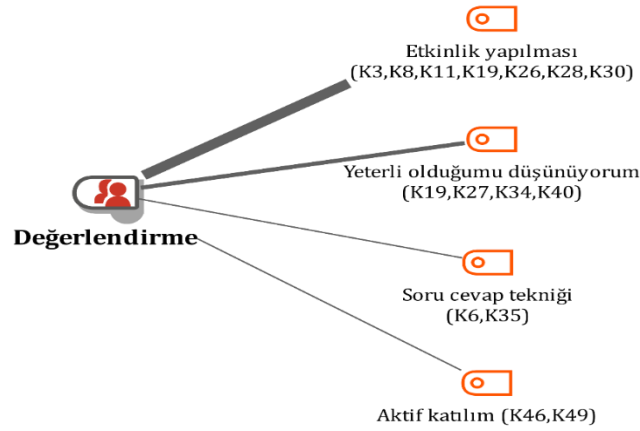 Etkinlik yapılması
(K3,K8,K11,K19,K26,K28,K30)
Yeterli olduğumu düşünüyorum
(K19,K27,K34,K40)
Değerlendirme
Soru cevap tekniği
(K6,K35)
Aktif katılım (K46,K49)